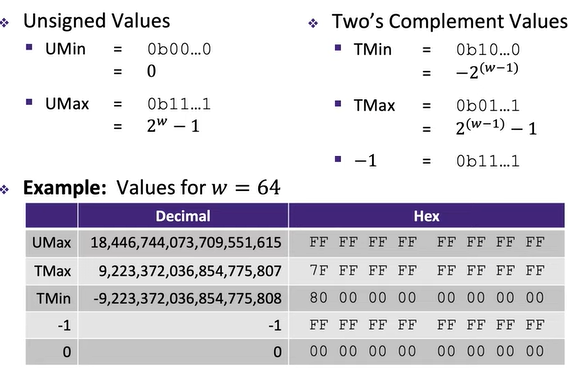 ❖ Unsigned Values
▪ UMin = 0b00…0
= 0
▪ UMax = 0b11…1
= 2^w − 1
❖ Two's Complement Values
▪ TMin = 0b10…0
= −2^(w−1)
▪ TMax = 0b01…1
= 2^(w−1) − 1
▪ −1 = 0b11…1
❖ Example: Values for w = 64
Decimal Hex
UMax 18,446,744,073,709,551,615 FF FF FF FF FF FF FF FF
TMax 9,223,372,036,854,775,807 7F FF FF FF FF FF FF FF
TMin -9,223,372,036,854,775,808 80 00 00 00 00 00 00 00
-1 -1 FF FF FF FF FF FF FF FF
0 0 00 00 00 00 00 00 00 00